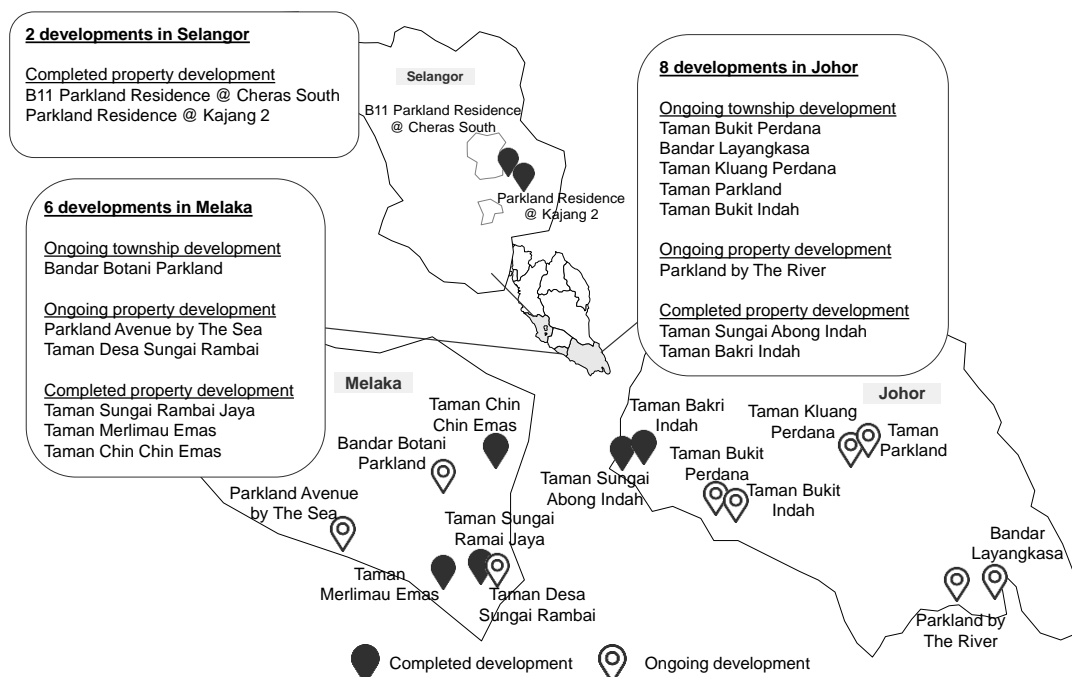 2 developments in Selangor
Completed property development
B11 Parkland Residence @ Cheras South
Parkland Residence @ Kajang 2
6 developments in Melaka
Ongoing township development
Bandar Botani Parkland
Ongoing property development
Parkland Avenue by The Sea
Taman Desa Sungai Rambai
Completed property development
Taman Sungai Rambai Jaya
Taman Merlimau Emas
Taman Chin Chin Emas
8 developments in Johor
Ongoing township development
Taman Bukit Perdana
Bandar Layangkasa
Taman Kluang Perdana
Taman Parkland
Taman Bukit Indah
Ongoing property development
Parkland by The River
Completed property development
Taman Sungai Abong Indah
Taman Bakri Indah
Selangor
B11 Parkland Residence
@ Cheras South
Parkland Residence
@ Kajang 2
Melaka
Taman Chin
Chin Emas
Bandar Botani
Parkland
Parkland Avenue
by The Sea
Taman Sungai
Ramai Jaya
Taman
Merlimau Emas
Taman Desa
Sungai Rambai
Johor
Taman Bakri
Indah
Taman Sungai
Abong Indah
Taman Bukit
Perdana
Taman Bukit
Indah
Taman Kluang
Perdana
Taman
Parkland
Bandar
Layangkasa
Parkland by
The River
Completed development
Ongoing development